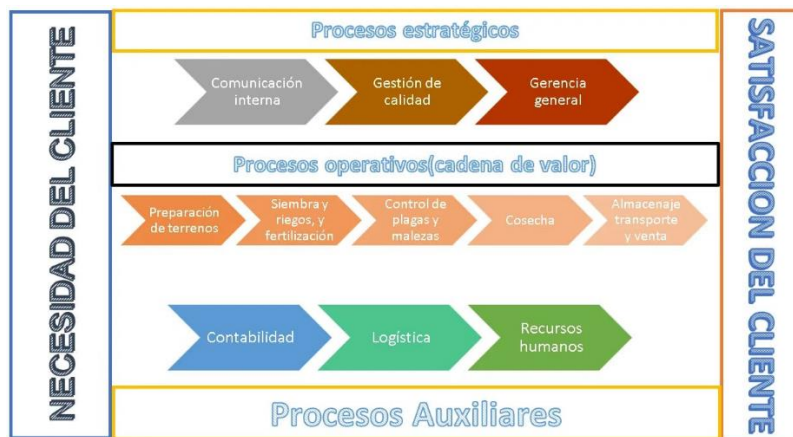 NECESIDAD DEL CLIENTE
Procesos estratégicos
Comunicación
interna
Gestión de
calidad
Gerencia
general
Procesos operativos(cadena de valor)
Preparación
de terrenos
Siembra y
riegos, y
fertilización
Control de
plagas y
malezas
Cosecha
Almacenaje
transporte
y venta
Contabilidad
Logística
Recursos
humanos
Procesos Auxiliares
SATISFACCION DEL CLIENTE